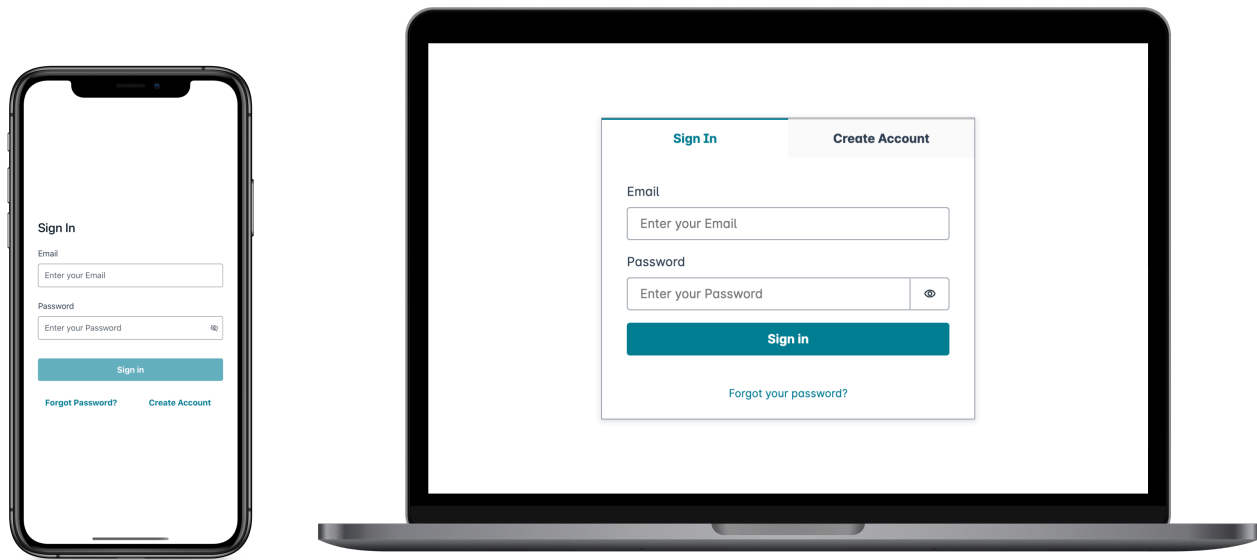 Sign In
Email
Enter your Email
Password
Enter your Password
Sign in
Forgot Password? Create Account
Sign In Create Account
Email
Enter your Email
Password
Enter your Password
Sign in
Forgot your password?